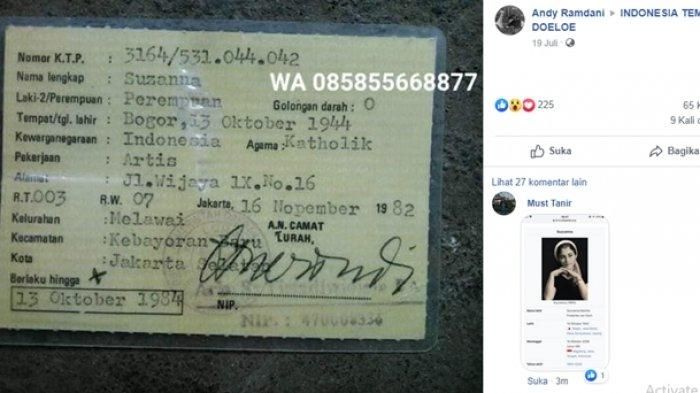 Nomor K.T.P. : 3164/531.044.042
Nama lengkap : Suzanna
WA 085855668877
Laki-2/Perempuan : Perempuan Golongan darah : O
Tempat/tgl. lahir : Bogor,13 Oktober 1944
Kewarganegaraan : Indonesia Agama : Katholik
Pekerjaan : Artis
Alamat : Jl.Wijaya 1X.No.16
R.T.003 R.W. 07 Jakarta, 16 Nopember 1982
Kelurahan : Melawai A.N. CAMAT
Kecamatan : Kebayoran Baru LURAH,
Kota : Jakarta
Berlaku hingga
13 Oktober 1984
NIP.
NIP. :
Andy Ramdani ▸ INDONESIA TEM
DOELOE
19 Juli ·
225
65 K
9 Kali d
Suka
Bagika
Lihat 27 komentar lain
Must Tanir
1
Suka · 3m
Activate